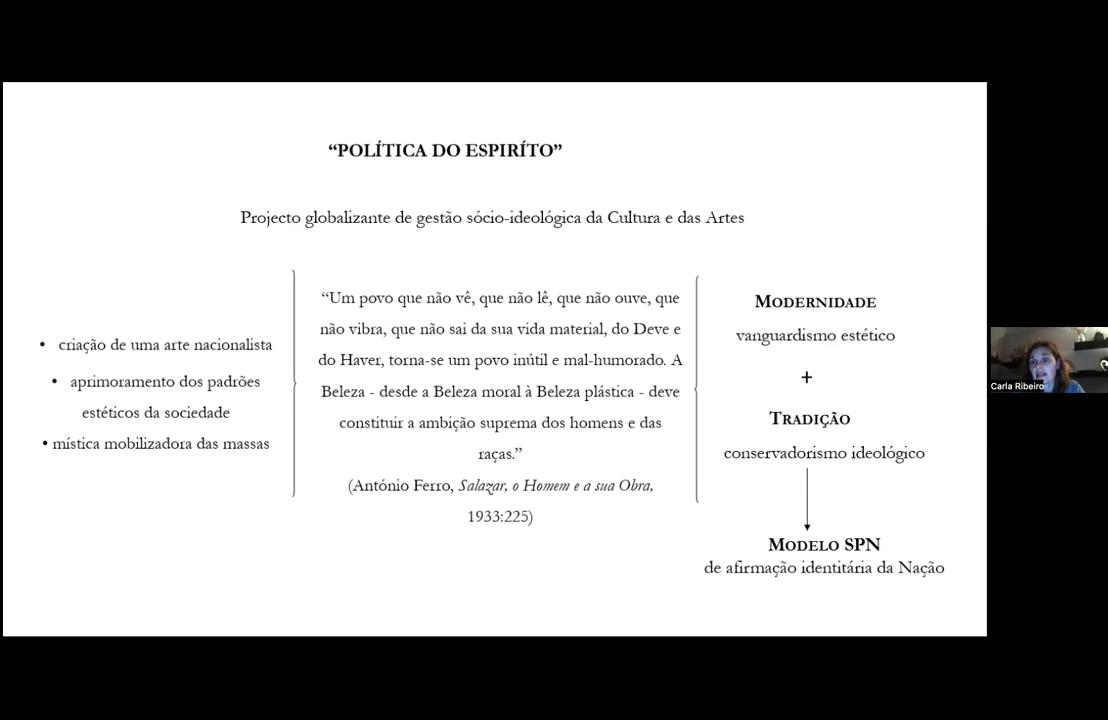 “POLÍTICA DO ESPIRÍTO”
Projecto globalizante de gestão sócio-ideológica da Cultura e das Artes
• criação de uma arte nacionalista
• aprimoramento dos padrões
estéticos da sociedade
• mística mobilizadora das massas
“Um povo que não vê, que não lê, que não ouve, que
não vibra, que não sai da sua vida material, do Deve e
do Haver, torna-se um povo inútil e mal-humorado. A
Beleza - desde a Beleza moral à Beleza plástica - deve
constituir a ambição suprema dos homens e das
raças.”
(António Ferro, Salazar, o Homem e a sua Obra,
1933:225)
MODERNIDADE
vanguardismo estético
+
TRADIÇÃO
conservadorismo ideológico
MODELO SPN
de afirmação identitária da Nação
Carla Ribeiro